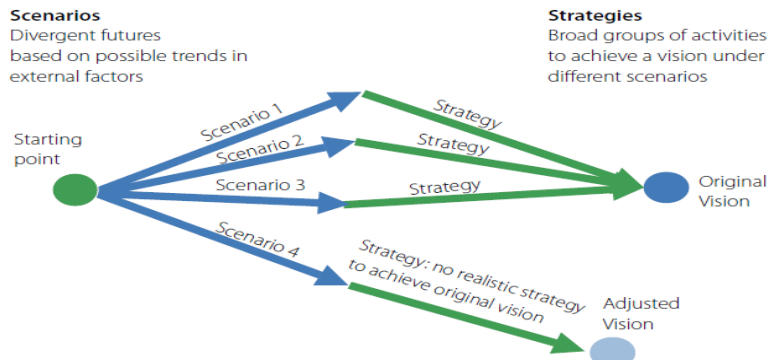 Scenarios
Divergent futures
based on possible trends in
external factors
Strategies
Broad groups of activities
to achieve a vision under
different scenarios
Starting
point
Scenario 1
Scenario 2
Scenario 3
Scenario 4
Strategy
Strategy
Strategy
Strategy: no realistic strategy
to achieve original vision
Original
Vision
Adjusted
Vision